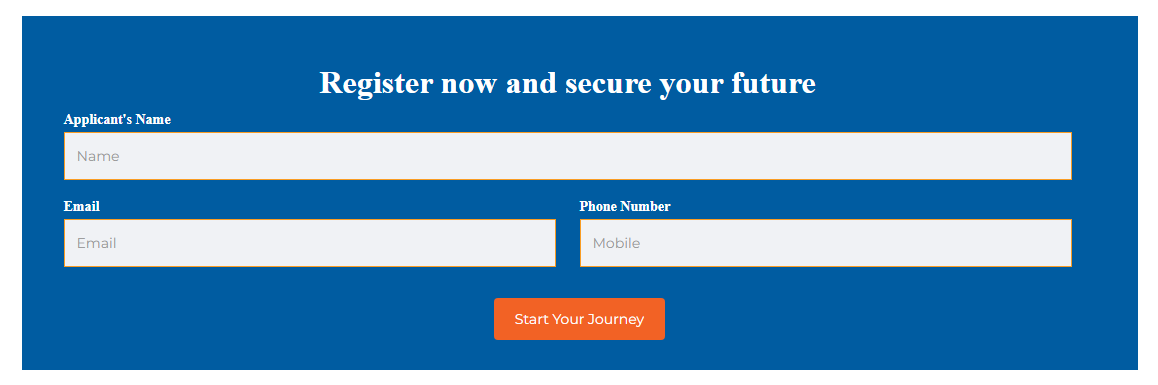 Register now and secure your future
Applicant's Name
Name
Email
Phone Number
Email
Mobile
Start Your Journey